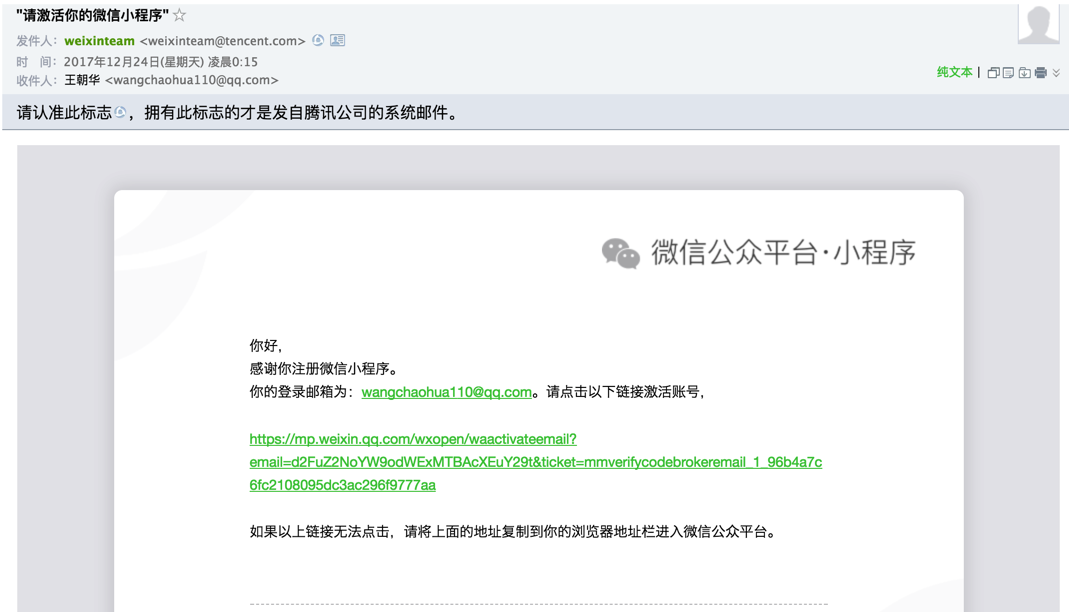 "请激活你的微信小程序"☆
发件人：weixinteam <weixinteam@tencent.com>
时　间：2017年12月24日(星期天) 凌晨0:15
收件人：王朝华 <wangchaohua110@qq.com>
纯文本 |
请认准此标志，拥有此标志的才是发自腾讯公司的系统邮件。
微信公众平台·小程序
你好，
感谢你注册微信小程序。
你的登录邮箱为：wangchaohua110@qq.com。请点击以下链接激活账号，
https://mp.weixin.qq.com/wxopen/waactivateemail?
email=d2FuZ2NoYW9odWExMTBAcXEuY29t&ticket=mmverifycodebrokeremail_1_96b4a7c
6fc2108095dc3ac296f9777aa
如果以上链接无法点击，请将上面的地址复制到你的浏览器地址栏进入微信公众平台。